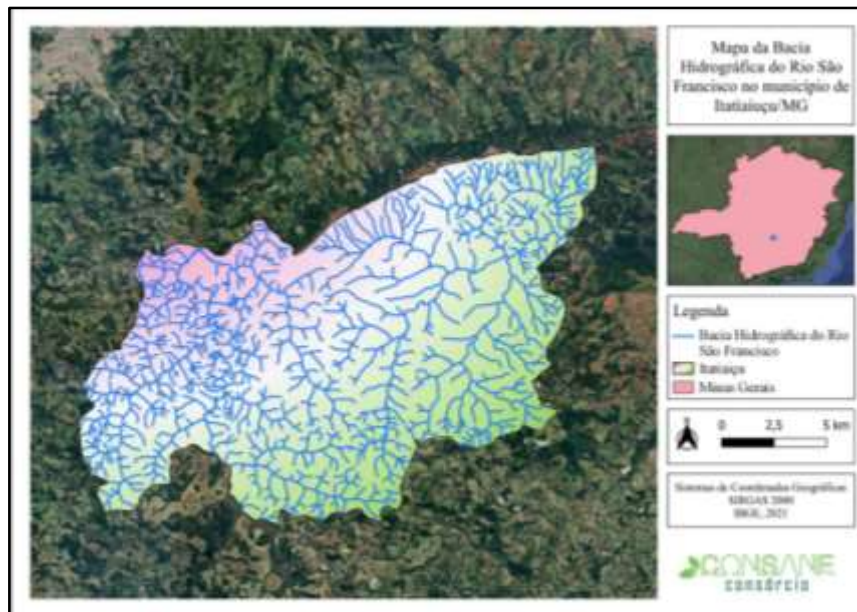 Mapa da Bacia
Hidrográfica do Rio São
Francisco no município de
Itatiaiuçu/MG
Legenda
Bacia Hidrográfica do Rio
São Francisco
Itatiaiuçu
Minas Gerais
0 2,5 5 km
Sistemas de Coordenadas Geográficas
SIRGAS 2000
IBGE, 2021
CONSANE
consórcio